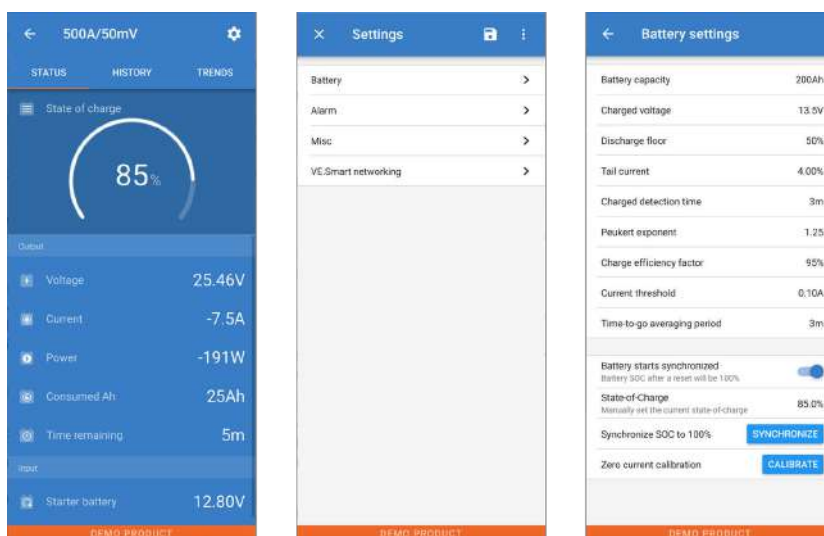 500A/50mV
STATUS HISTORY TRENDS
State of charge
85%
Output
Voltage 25.46V
Current -7.5A
Power -191W
Consumed Ah 25Ah
Time remaining 5m
Input
Starter battery 12.80V
DEMO PRODUCT
Settings
Battery
Alarm
Misc
VE.Smart networking
DEMO PRODUCT
Battery settings
Battery capacity 200Ah
Charged voltage 13.5V
Discharge floor 50%
Tail current 4.00%
Charged detection time 3m
Peukert exponent 1.25
Charge efficiency factor 95%
Current threshold 0.10A
Time-to-go averaging period 3m
Battery starts synchronized
Battery SOC after a reset will be 100%
State-of-Charge 85.0%
Manually set the current state-of-charge
Synchronize SOC to 100% SYNCHRONIZE
Zero current calibration CALIBRATE
DEMO PRODUCT